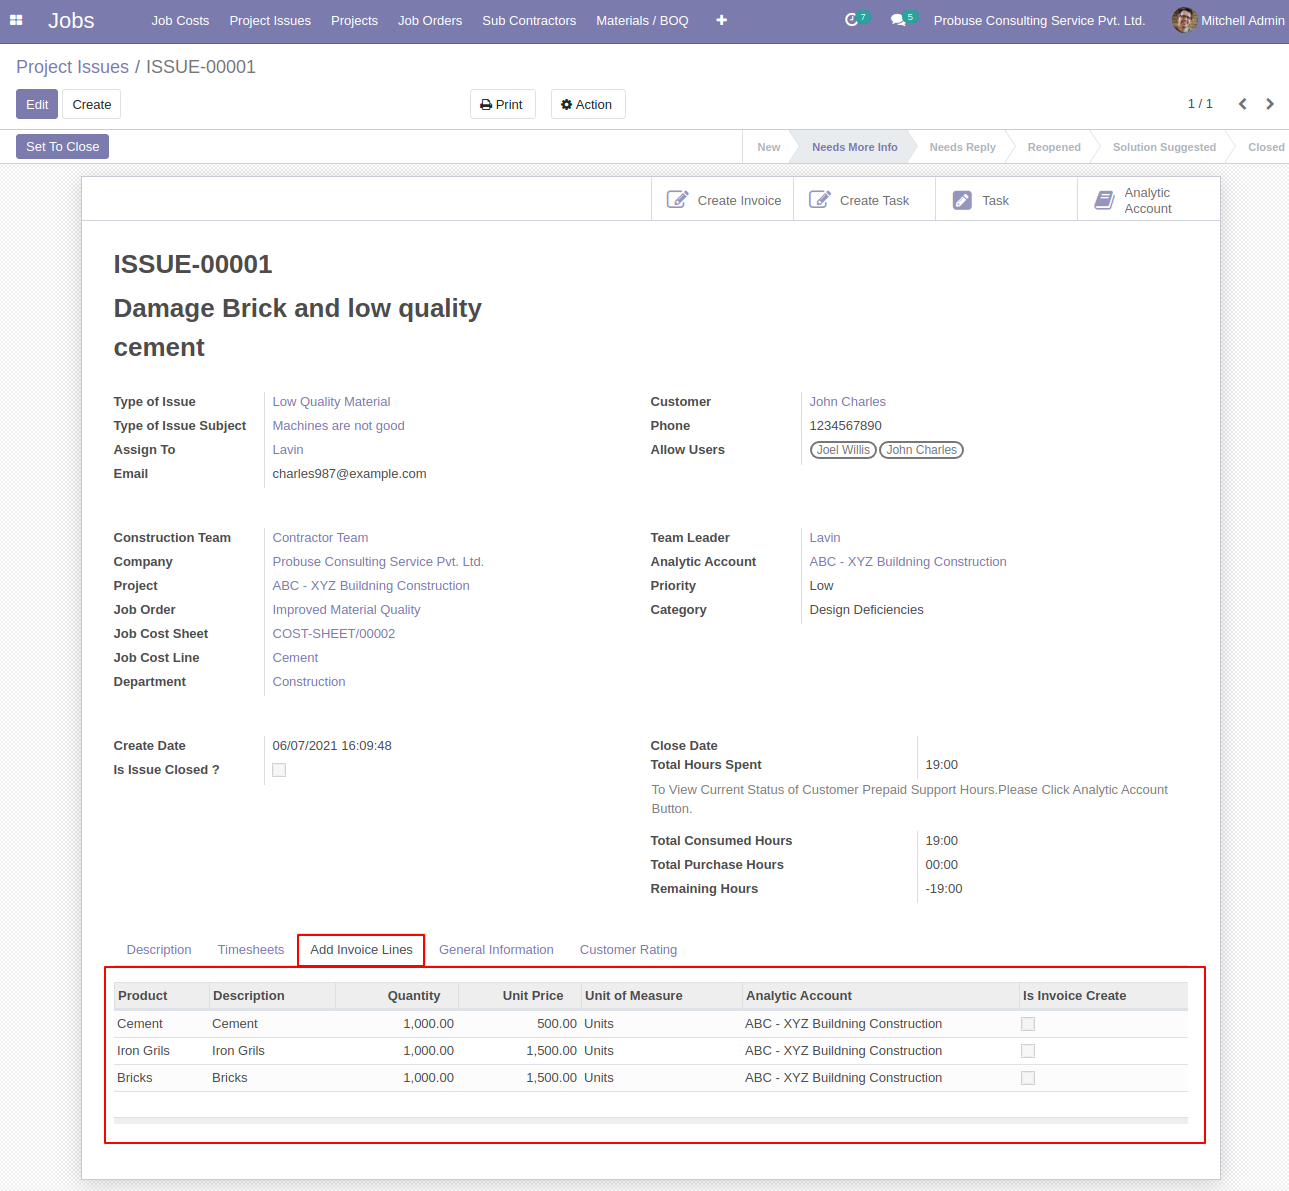 Jobs Job Costs Project Issues Projects Job Orders Sub Contractors Materials / BOQ 7 5 Probuse Consulting Service Pvt. Ltd. Mitchell Admin
Project Issues / ISSUE-00001
Edit Create Print Action 1 / 1
Set To Close New Needs More Info Needs Reply Reopened Solution Suggested Closed
Create Invoice Create Task Task Analytic
Account
ISSUE-00001
Damage Brick and low quality
cement
Type of Issue Low Quality Material Customer John Charles
Type of Issue Subject Machines are not good Phone 1234567890
Assign To Lavin Allow Users Joel Willis John Charles
Email charles987@example.com
Construction Team Contractor Team Team Leader Lavin
Company Probuse Consulting Service Pvt. Ltd. Analytic Account ABC - XYZ Buildning Construction
Project ABC - XYZ Buildning Construction Priority Low
Job Order Improved Material Quality Category Design Deficiencies
Job Cost Sheet COST-SHEET/00002
Job Cost Line Cement
Department Construction
Create Date 06/07/2021 16:09:48 Close Date
Is Issue Closed ? Total Hours Spent 19:00
To View Current Status of Customer Prepaid Support Hours.Please Click Analytic Account
Button.
Total Consumed Hours 19:00
Total Purchase Hours 00:00
Remaining Hours -19:00
Description Timesheets Add Invoice Lines General Information Customer Rating
Product Description Quantity Unit Price Unit of Measure Analytic Account Is Invoice Create
Cement Cement 1,000.00 500.00 Units ABC - XYZ Buildning Construction
Iron Grils Iron Grils 1,000.00 1,500.00 Units ABC - XYZ Buildning Construction
Bricks Bricks 1,000.00 1,500.00 Units ABC - XYZ Buildning Construction